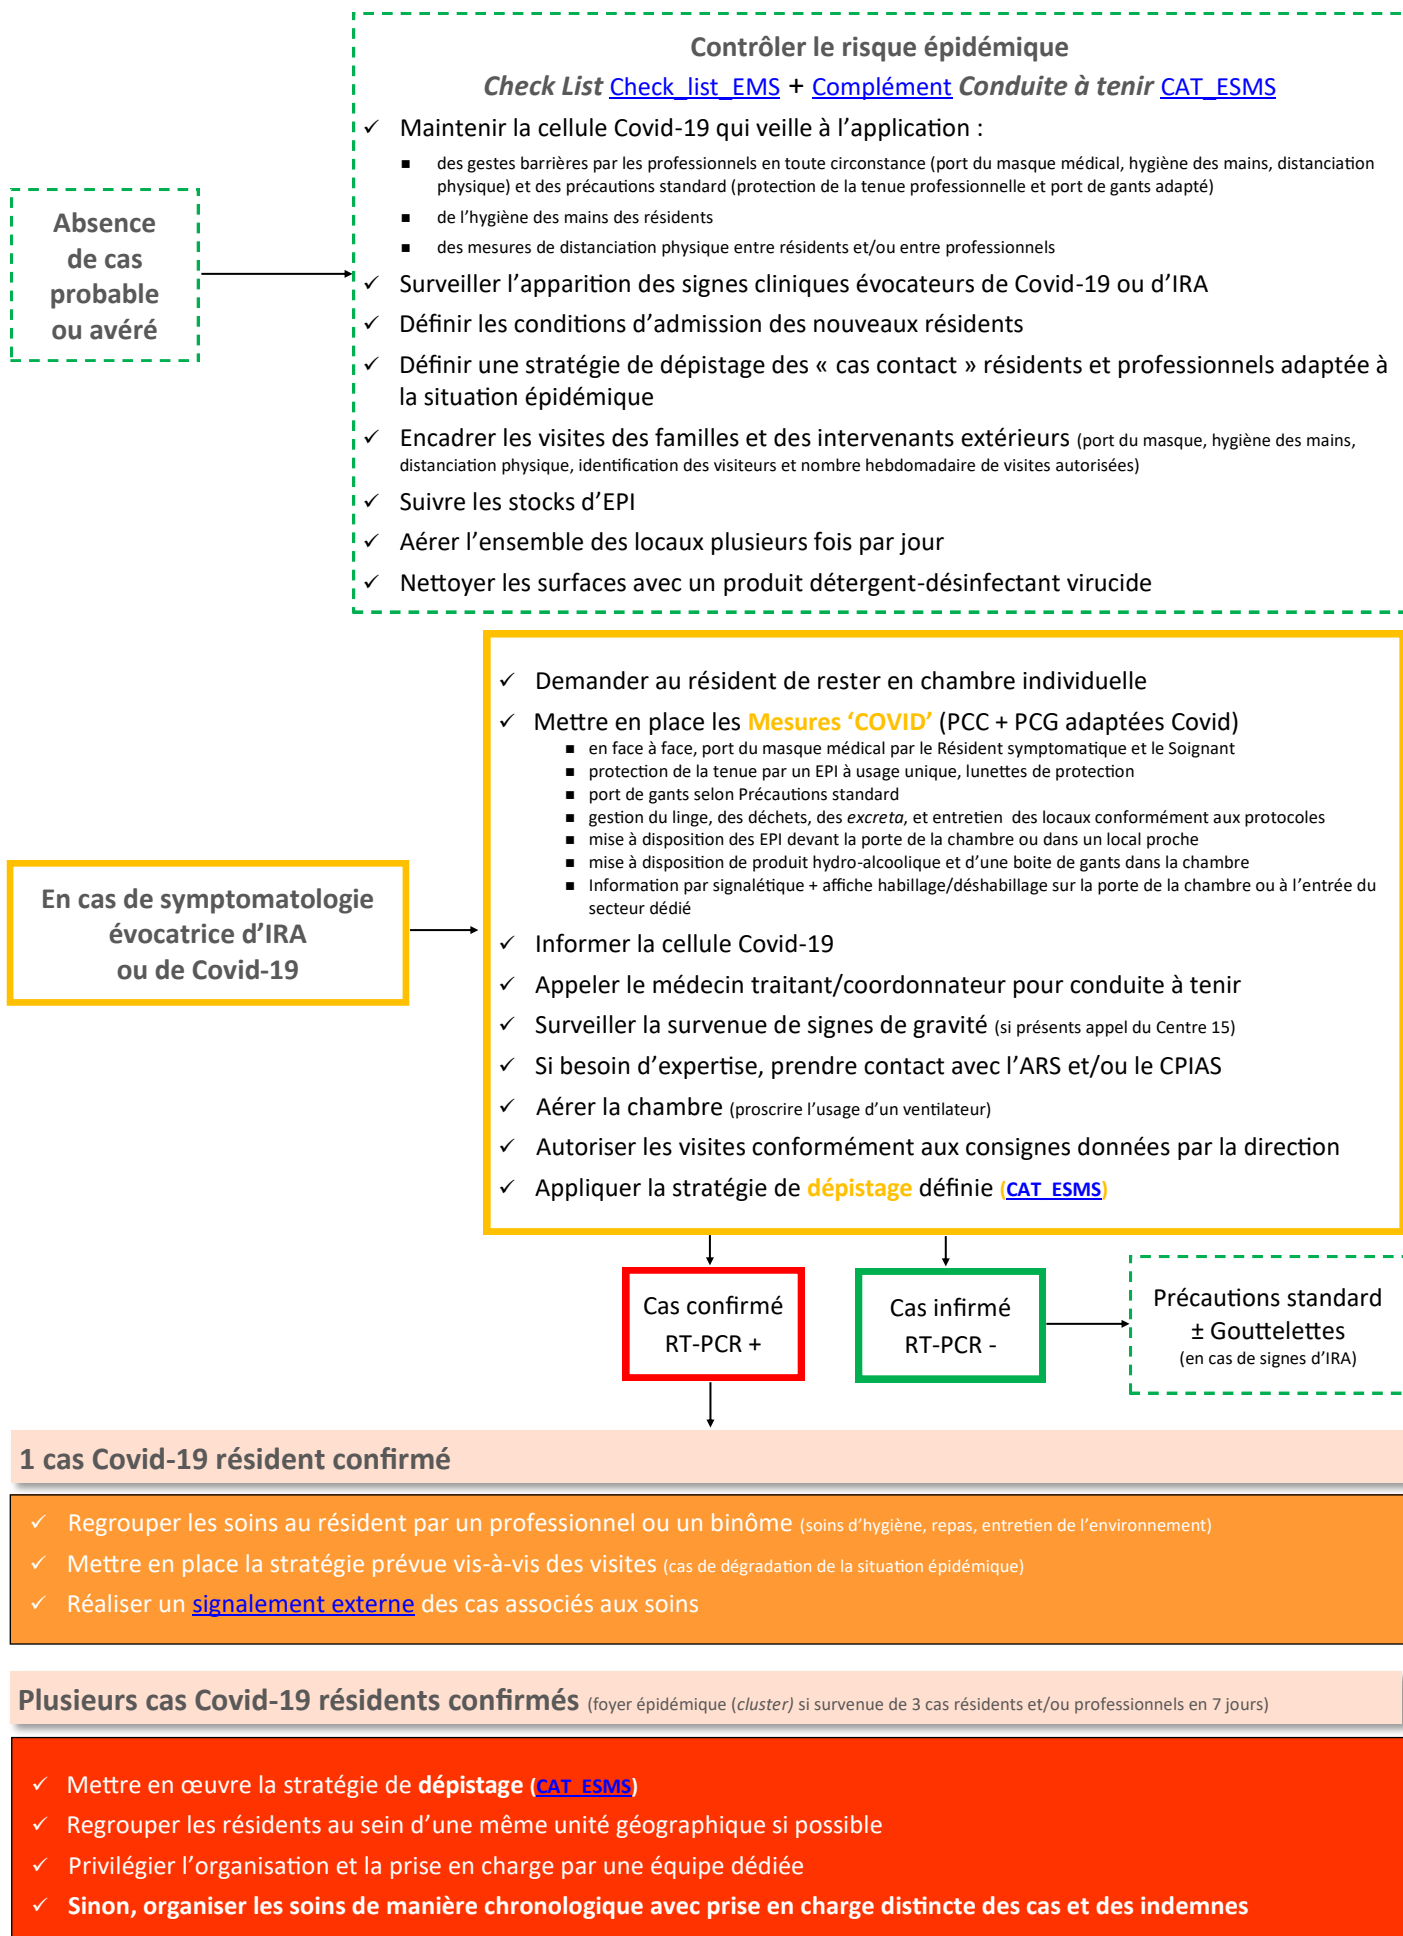 Contrôler le risque épidémique
Check List Check_list_EMS + Complément Conduite à tenir CAT_ESMS
✓ Maintenir la cellule Covid-19 qui veille à l’application :
■ des gestes barrières par les professionnels en toute circonstance (port du masque médical, hygiène des mains, distanciation
physique) et des précautions standard (protection de la tenue professionnelle et port de gants adapté)
■ de l’hygiène des mains des résidents
■ des mesures de distanciation physique entre résidents et/ou entre professionnels
Absence
de cas
probable
ou avéré
✓ Surveiller l’apparition des signes cliniques évocateurs de Covid-19 ou d’IRA
✓ Définir les conditions d’admission des nouveaux résidents
✓ Définir une stratégie de dépistage des « cas contact » résidents et professionnels adaptée à
la situation épidémique
✓ Encadrer les visites des familles et des intervenants extérieurs (port du masque, hygiène des mains,
distanciation physique, identification des visiteurs et nombre hebdomadaire de visites autorisées)
✓ Suivre les stocks d’EPI
✓ Aérer l’ensemble des locaux plusieurs fois par jour
✓ Nettoyer les surfaces avec un produit détergent-désinfectant virucide
En cas de symptomatologie
évocatrice d’IRA
ou de Covid-19
✓ Demander au résident de rester en chambre individuelle
✓ Mettre en place les Mesures ‘COVID’ (PCC + PCG adaptées Covid)
■ en face à face, port du masque médical par le Résident symptomatique et le Soignant
■ protection de la tenue par un EPI à usage unique, lunettes de protection
■ port de gants selon Précautions standard
■ gestion du linge, des déchets, des excreta, et entretien des locaux conformément aux protocoles
■ mise à disposition des EPI devant la porte de la chambre ou dans un local proche
■ mise à disposition de produit hydro-alcoolique et d’une boite de gants dans la chambre
■ Information par signalétique + affiche habillage/déshabillage sur la porte de la chambre ou à l’entrée du
secteur dédié
✓ Informer la cellule Covid-19
✓ Appeler le médecin traitant/coordonnateur pour conduite à tenir
✓ Surveiller la survenue de signes de gravité (si présents appel du Centre 15)
✓ Si besoin d’expertise, prendre contact avec l’ARS et/ou le CPIAS
✓ Aérer la chambre (proscrire l’usage d’un ventilateur)
✓ Autoriser les visites conformément aux consignes données par la direction
✓ Appliquer la stratégie de dépistage définie (CAT_ESMS)
Cas confirmé
RT-PCR +
Cas infirmé
RT-PCR -
Précautions standard
± Gouttelettes
(en cas de signes d’IRA)
1 cas Covid-19 résident confirmé
✓ Regrouper les soins au résident par un professionnel ou un binôme (soins d’hygiène, repas, entretien de l’environnement)
✓ Mettre en place la stratégie prévue vis-à-vis des visites (cas de dégradation de la situation épidémique)
✓ Réaliser un signalement externe des cas associés aux soins
Plusieurs cas Covid-19 résidents confirmés (foyer épidémique (cluster) si survenue de 3 cas résidents et/ou professionnels en 7 jours)
✓ Mettre en œuvre la stratégie de dépistage (CAT_ESMS)
✓ Regrouper les résidents au sein d’une même unité géographique si possible
✓ Privilégier l’organisation et la prise en charge par une équipe dédiée
✓ Sinon, organiser les soins de manière chronologique avec prise en charge distincte des cas et des indemnes